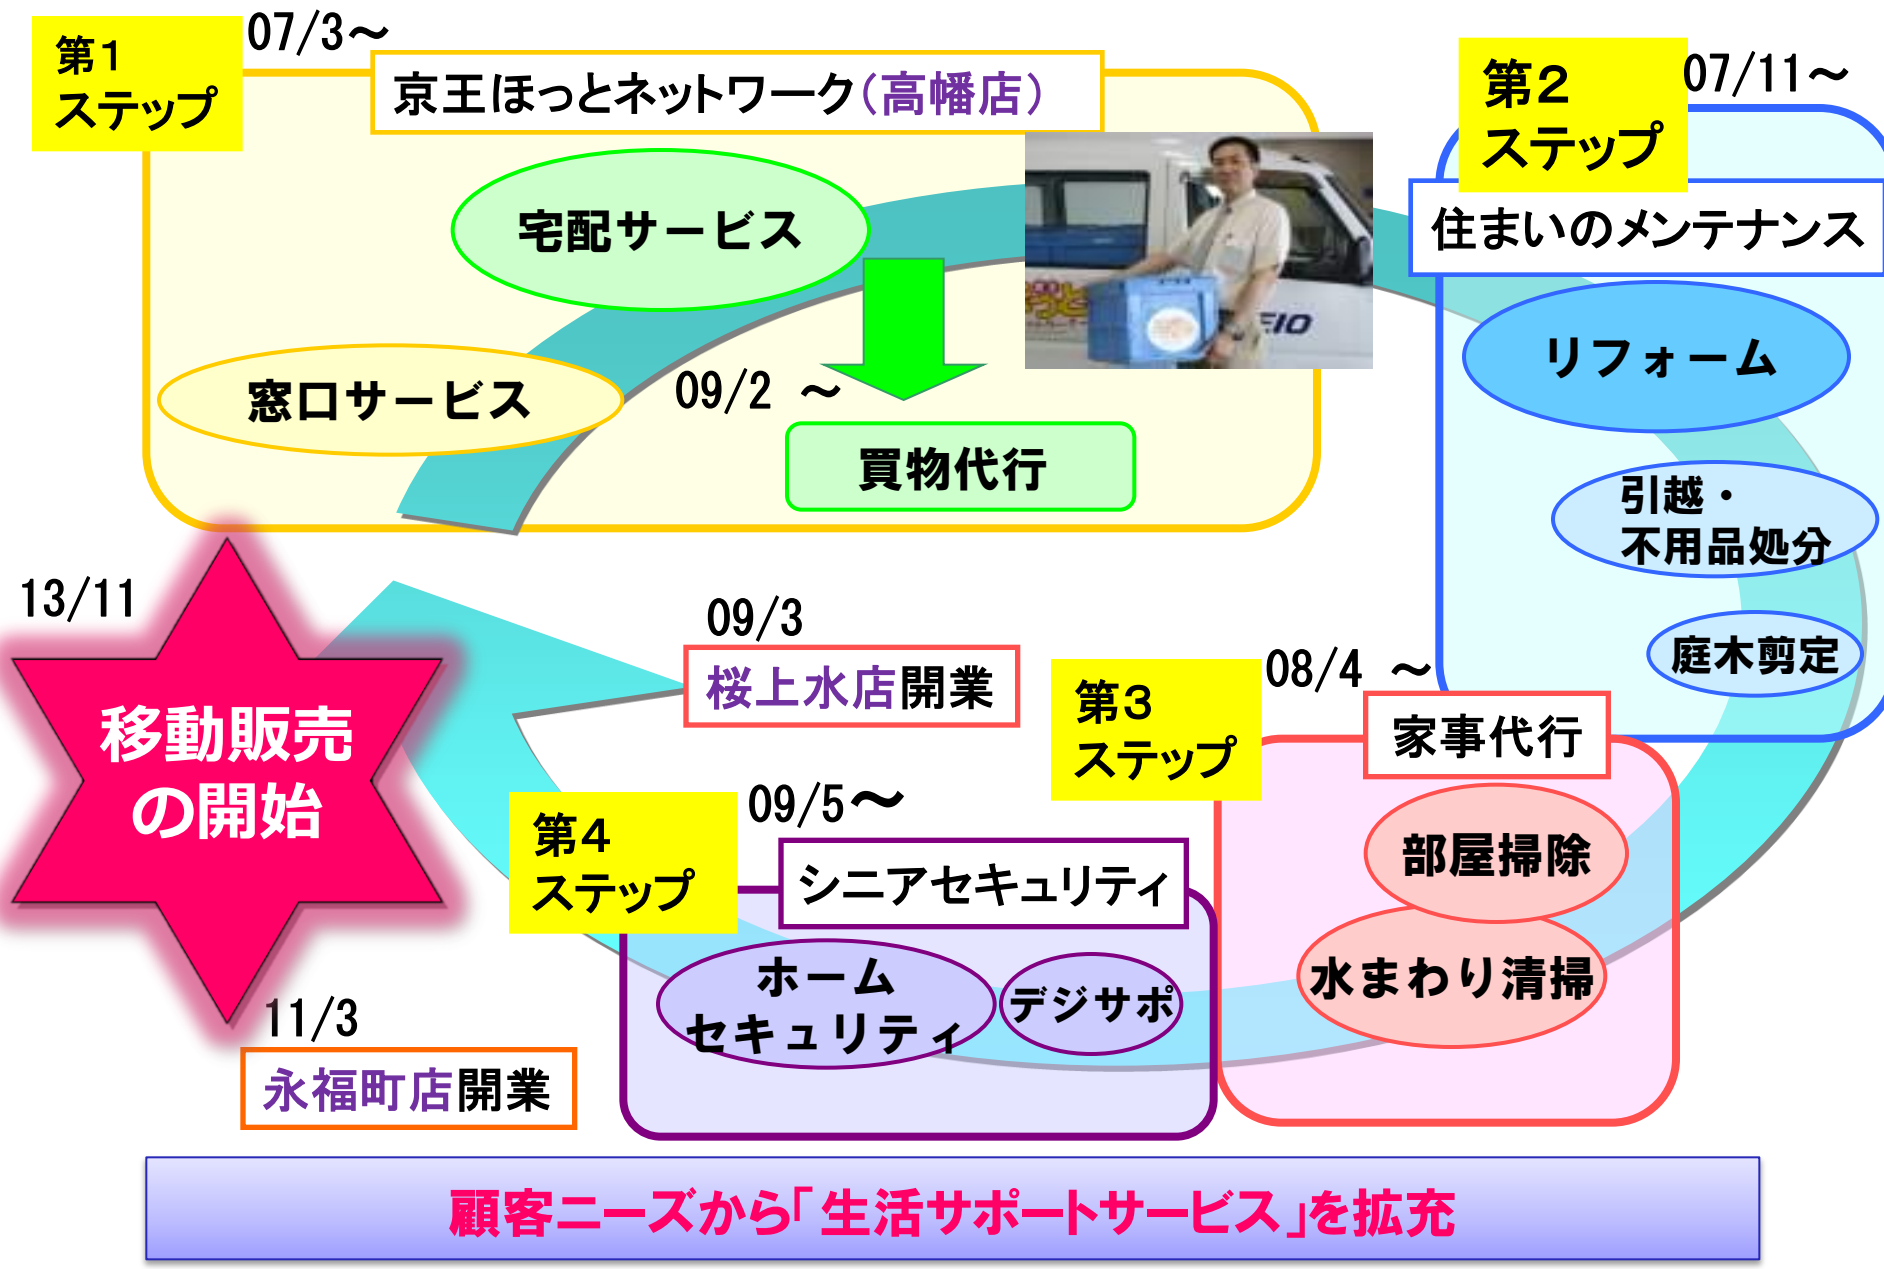 第1
ステップ
07/3～
京王ほっとネットワーク（高幡店）
宅配サービス
窓口サービス
09/2 ～
買物代行
EIO
第2
ステップ
07/11～
住まいのメンテナンス
リフォーム
引越・
不用品処分
庭木剪定
第3
ステップ
08/4 ～
家事代行
部屋掃除
水まわり清掃
第4
ステップ
09/5～
シニアセキュリティ
ホーム
セキュリティ
デジサポ
09/3
桜上水店開業
11/3
永福町店開業
13/11
移動販売
の開始
顧客ニーズから「生活サポートサービス」を拡充